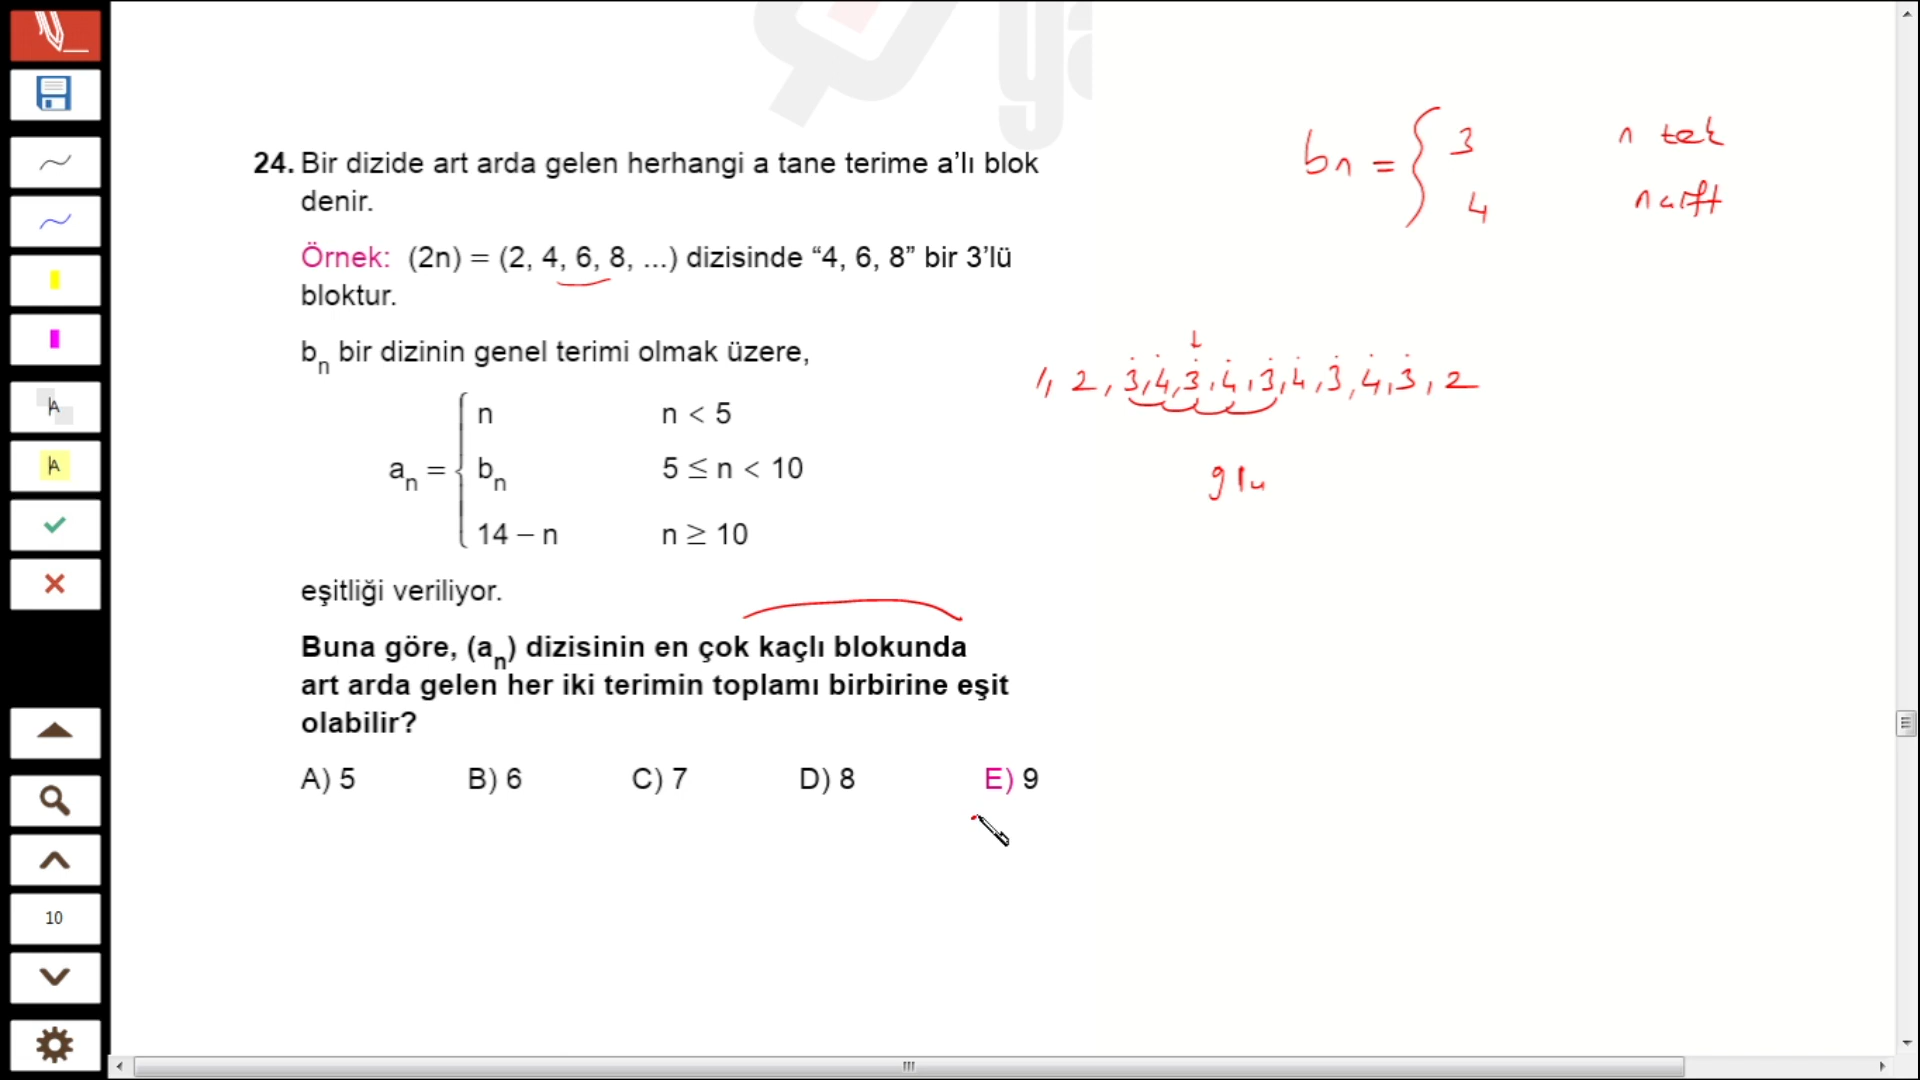 24. Bir dizide art arda gelen herhangi a tane terime a’lı blok
denir.
Örnek: (2n) = (2, 4, 6, 8, ...) dizisinde “4, 6, 8” bir 3’lü
bloktur.
bn bir dizinin genel terimi olmak üzere,
an = { n n < 5
bn 5 ≤ n < 10
14 – n n ≥ 10
eşitliği veriliyor.
Buna göre, (an) dizisinin en çok kaçlı blokunda
art arda gelen her iki terimin toplamı birbirine eşit
olabilir?
A) 5 B) 6 C) 7 D) 8 E) 9
bn = { 3 n tek
4 n çift
1, 2, 3, 4, 3, 4, 3, 4, 3, 4, 3, 2
9 lu
10